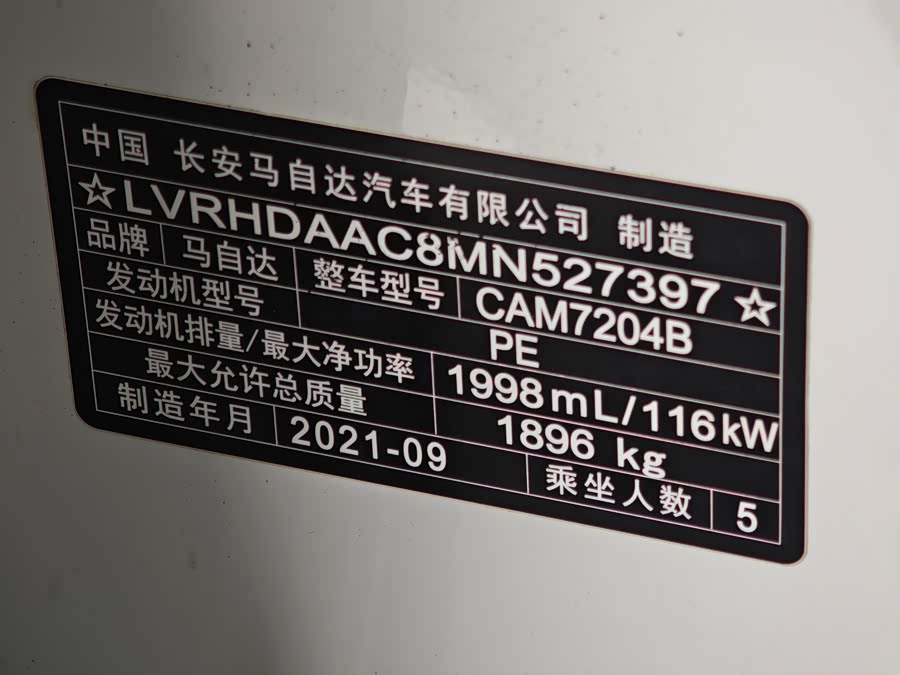 中国 长安马自达汽车有限公司 制造
☆LVRHDAAC8MN527397☆
品牌 马自达 整车型号 CAM7204B
发动机型号 PE
发动机排量/最大净功率 1998mL/116kW
最大允许总质量 1896 kg
制造年月 2021-09 乘坐人数 5